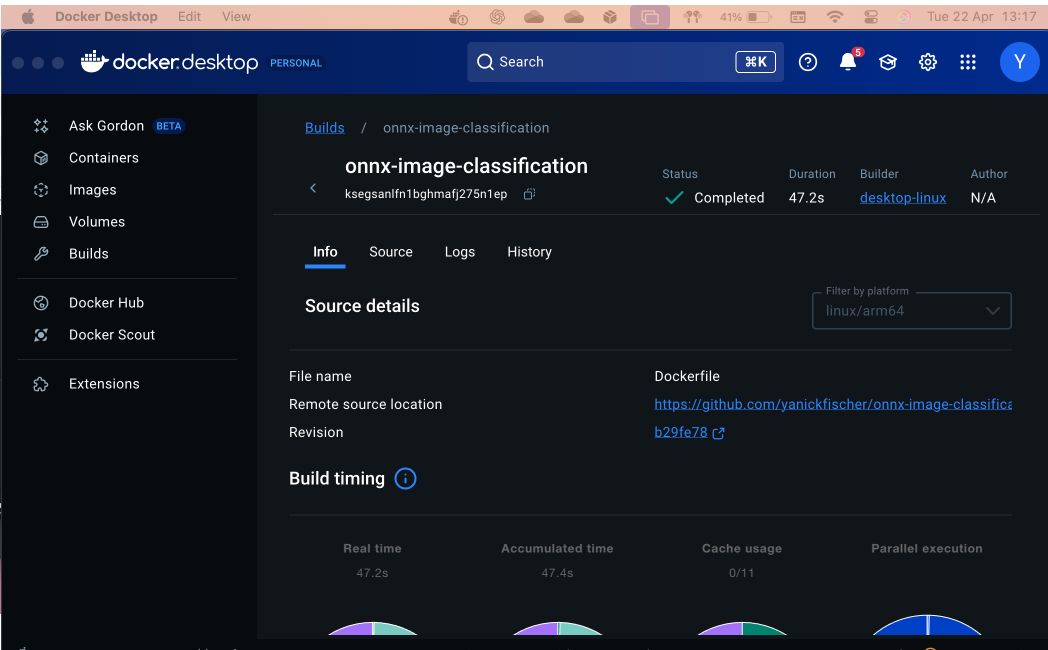 Docker Desktop Edit View 41% Tue 22 Apr 13:17
docker.desktop PERSONAL Search ⌘K 5 Y
Ask Gordon BETA
Containers
Images
Volumes
Builds
Docker Hub
Docker Scout
Extensions
Builds / onnx-image-classification
onnx-image-classification
ksegsanlfn1bghmafj275n1ep
Status Duration Builder Author
Completed 47.2s desktop-linux N/A
Info Source Logs History
Source details
Filter by platform
linux/arm64
File name Dockerfile
Remote source location https://github.com/yanickfischer/onnx-image-classifica
Revision b29fe78
Build timing
Real time Accumulated time Cache usage Parallel execution
47.2s 47.4s 0/11